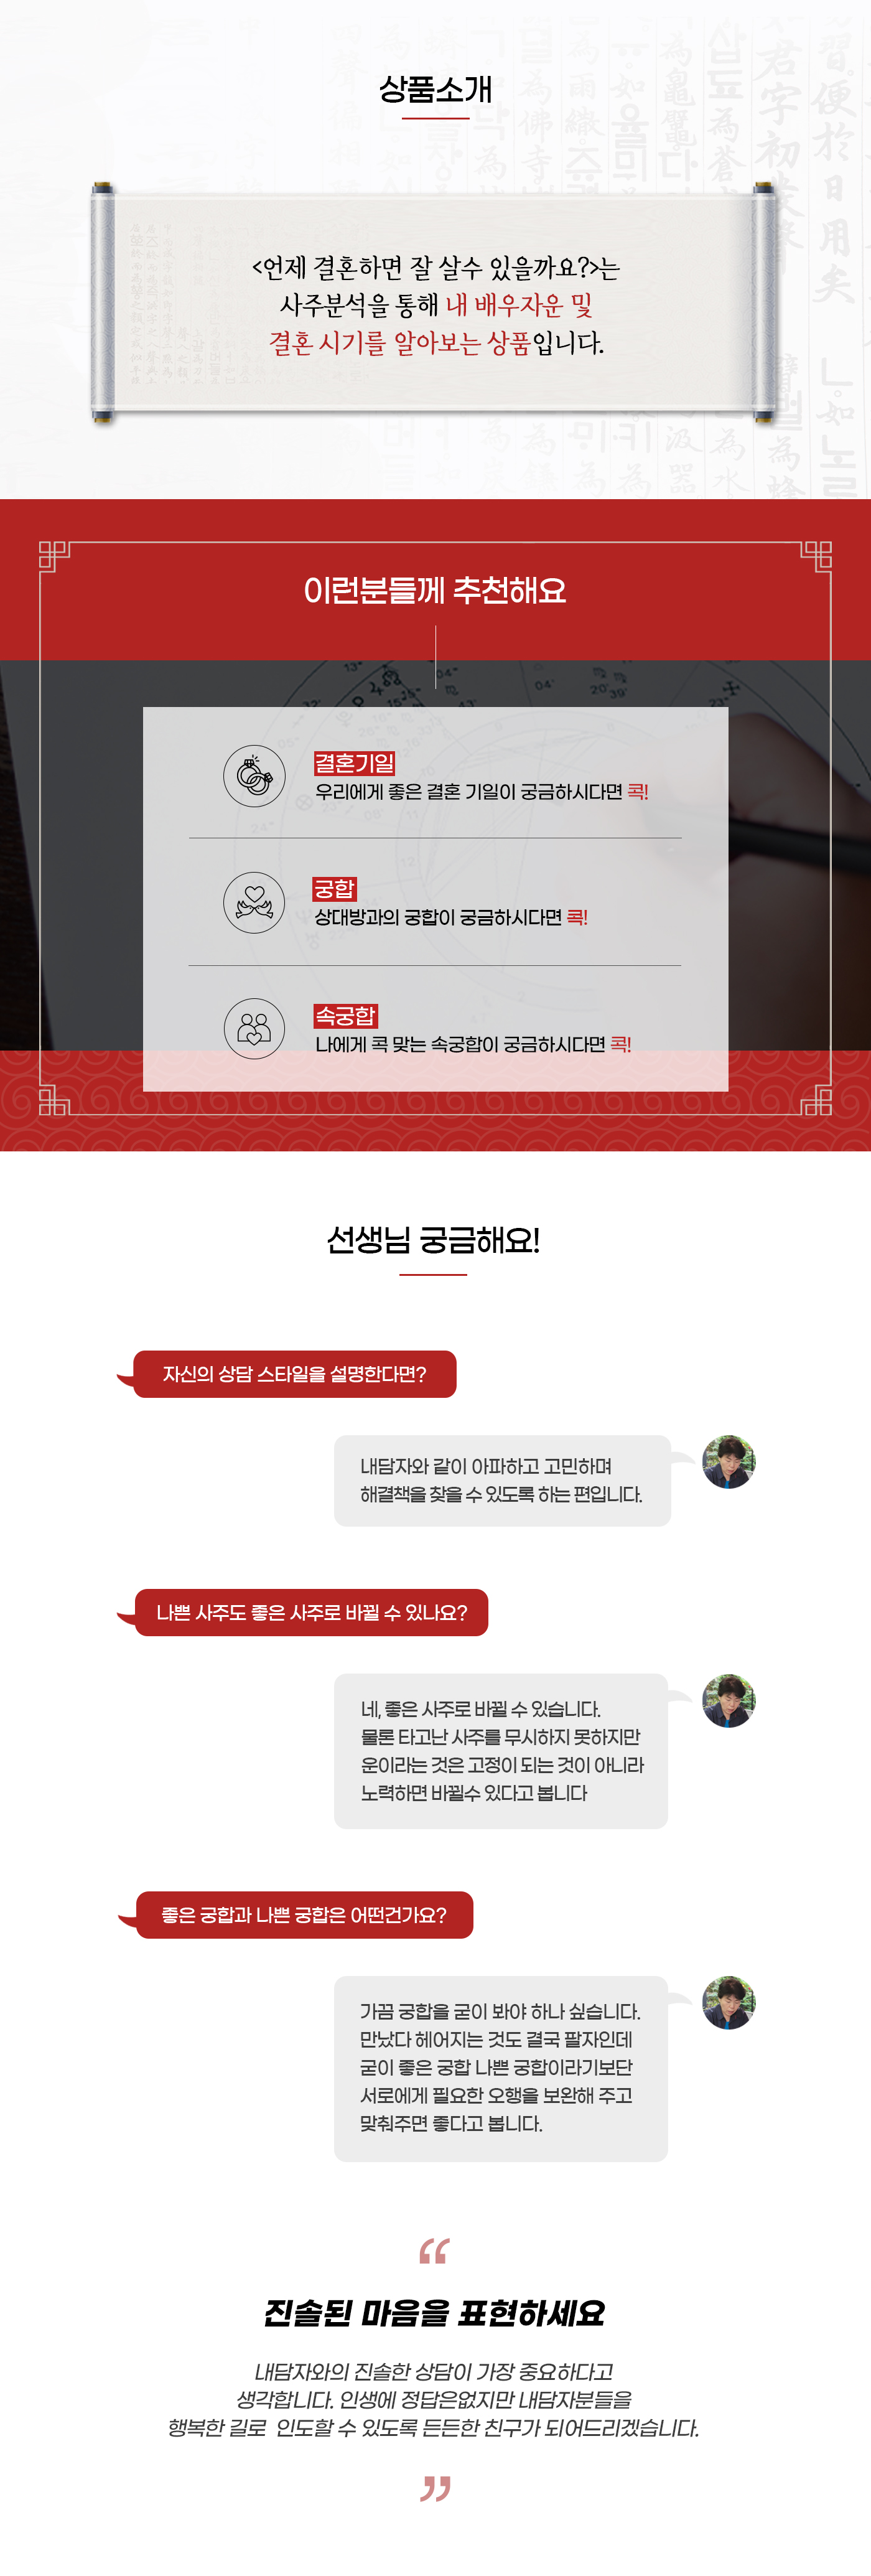 상품소개
<언제 결혼하면 잘 살수 있을까요?>는
사주분석을 통해 내 배우자운 및
결혼 시기를 알아보는 상품입니다.
이런분들께 추천해요
결혼기일
우리에게 좋은 결혼 기일이 궁금하시다면 콕!
궁합
상대방과의 궁합이 궁금하시다면 콕!
속궁합
나에게 콕 맞는 속궁합이 궁금하시다면 콕!
선생님 궁금해요!
자신의 상담 스타일을 설명한다면?
내담자와 같이 아파하고 고민하며
해결책을 찾을 수 있도록 하는 편입니다.
나쁜 사주도 좋은 사주로 바뀔 수 있나요?
네, 좋은 사주로 바뀔 수 있습니다.
물론 타고난 사주를 무시하지 못하지만
운이라는 것은 고정이 되는 것이 아니라
노력하면 바뀔수 있다고 봅니다
좋은 궁합과 나쁜 궁합은 어떤건가요?
가끔 궁합을 굳이 봐야 하나 싶습니다.
만났다 헤어지는 것도 결국 팔자인데
굳이 좋은 궁합 나쁜 궁합이라기보단
서로에게 필요한 오행을 보완해 주고
맞춰주면 좋다고 봅니다.
“
진솔된 마음을 표현하세요
내담자와의 진솔한 상담이 가장 중요하다고
생각합니다. 인생에 정답은없지만 내담자분들을
행복한 길로 인도할 수 있도록 든든한 친구가 되어드리겠습니다.
”